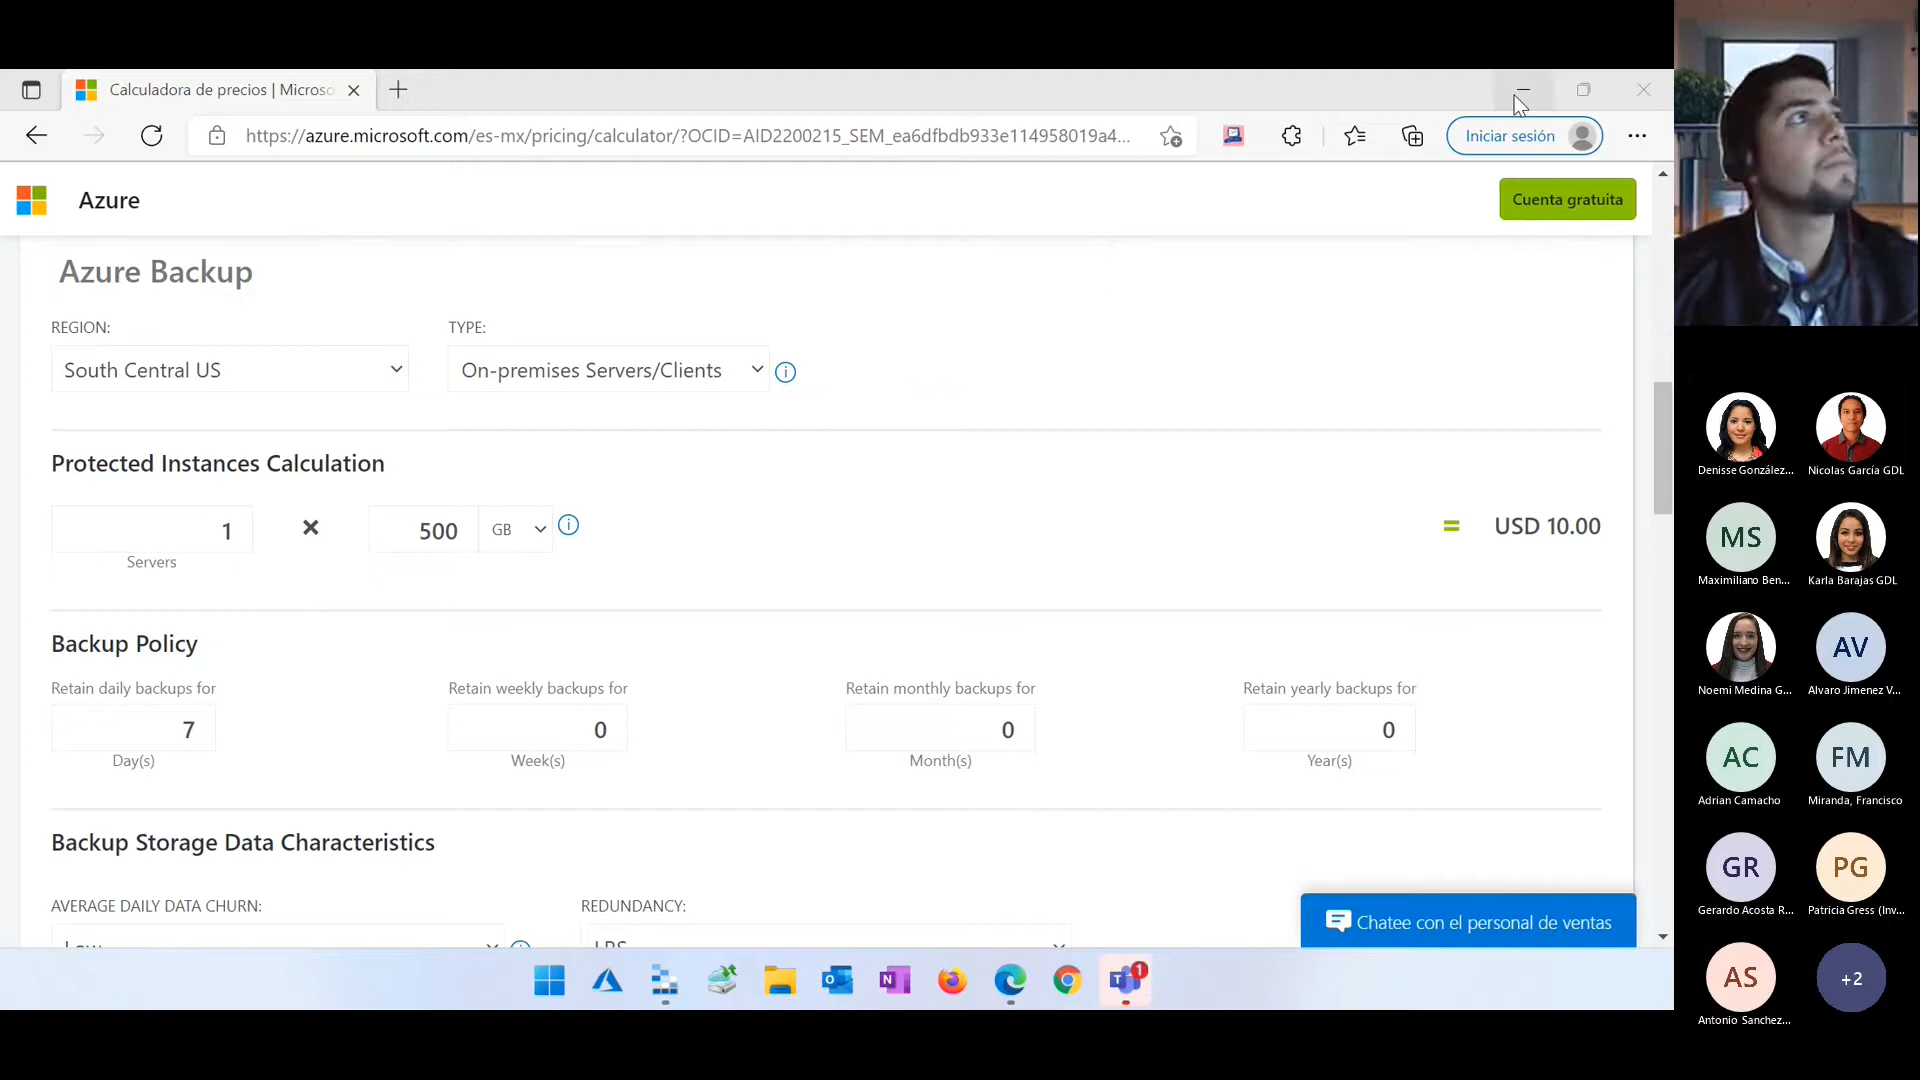 Calculadora de precios | Microso
https://azure.microsoft.com/es-mx/pricing/calculator/?OCID=AID2200215_SEM_ea6dfbdb933e114958019a4...
Iniciar sesión
Azure
Cuenta gratuita
Azure Backup
REGION:
TYPE:
South Central US
On-premises Servers/Clients
Protected Instances Calculation
1
×
500
GB
=
USD 10.00
Servers
Backup Policy
Retain daily backups for
Retain weekly backups for
Retain monthly backups for
Retain yearly backups for
7
0
0
0
Day(s)
Week(s)
Month(s)
Year(s)
Backup Storage Data Characteristics
AVERAGE DAILY DATA CHURN:
REDUNDANCY:
Low
LRS
Chatee con el personal de ventas
1
Denisse González...
Nicolas García GDL
MS
Maximiliano Ben...
Karla Barajas GDL
Noemi Medina G...
AV
Alvaro Jimenez V...
AC
Adrian Camacho
FM
Miranda, Francisco
GR
Gerardo Acosta R...
PG
Patricia Gress (Inv...
AS
Antonio Sanchez...
+2